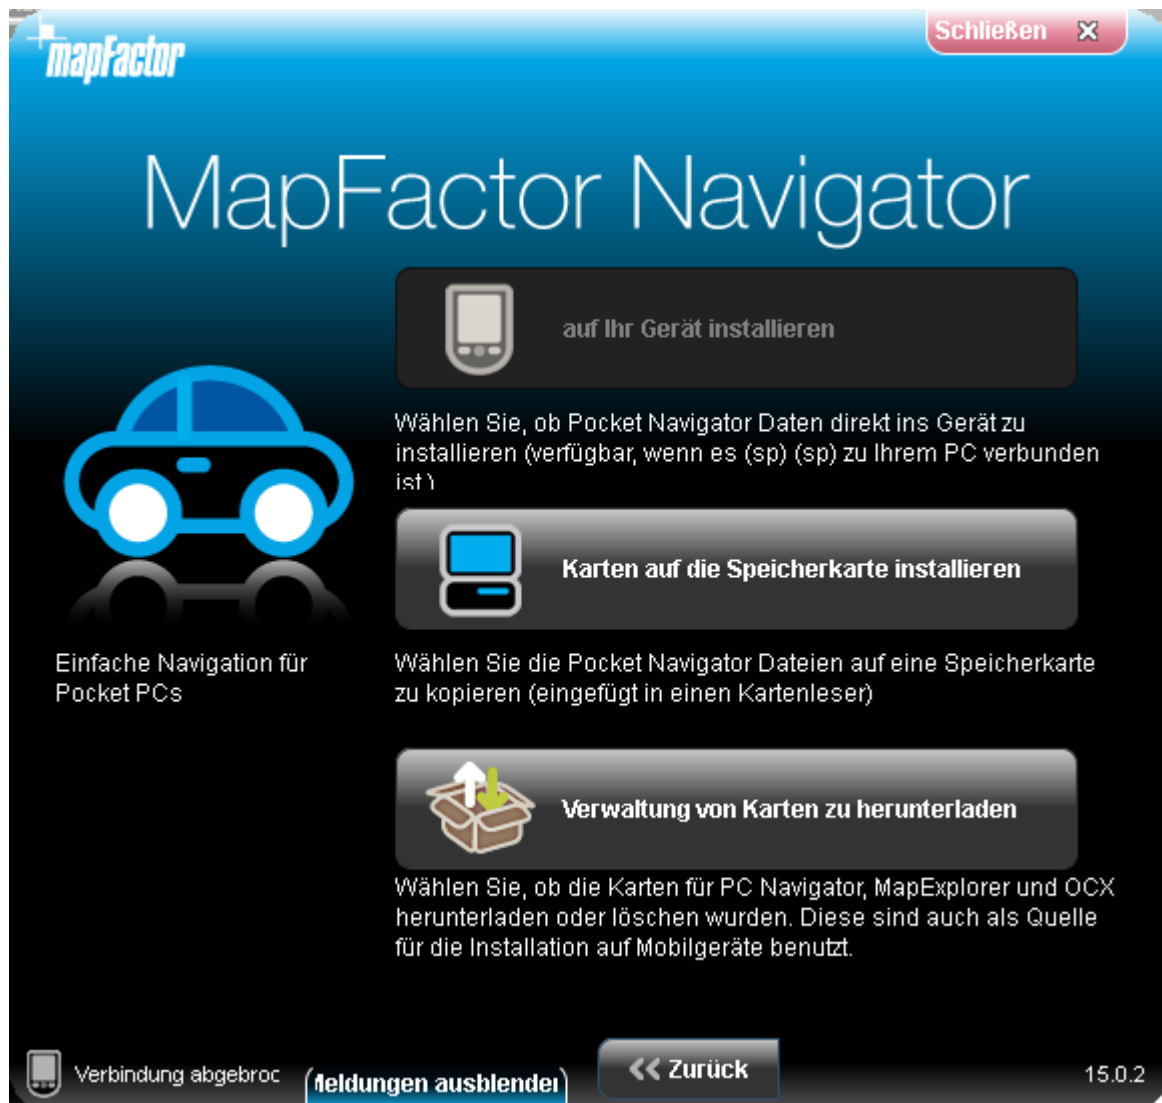 mapFactor
Schließen
MapFactor Navigator
auf Ihr Gerät installieren
Wählen Sie, ob Pocket Navigator Daten direkt ins Gerät zu
installieren (verfügbar, wenn es (sp) (sp) zu Ihrem PC verbunden
ist)
Karten auf die Speicherkarte installieren
Einfache Navigation für
Pocket PCs
Wählen Sie die Pocket Navigator Dateien auf eine Speicherkarte
zu kopieren (eingefügt in einen Kartenleser)
Verwaltung von Karten zu herunterladen
Wählen Sie, ob die Karten für PC Navigator, MapExplorer und OCX
herunterladen oder löschen wurden. Diese sind auch als Quelle
für die Installation auf Mobilgeräte benutzt.
Verbindung abgebroc
Meldungen ausblenden
Zurück
15.0.2